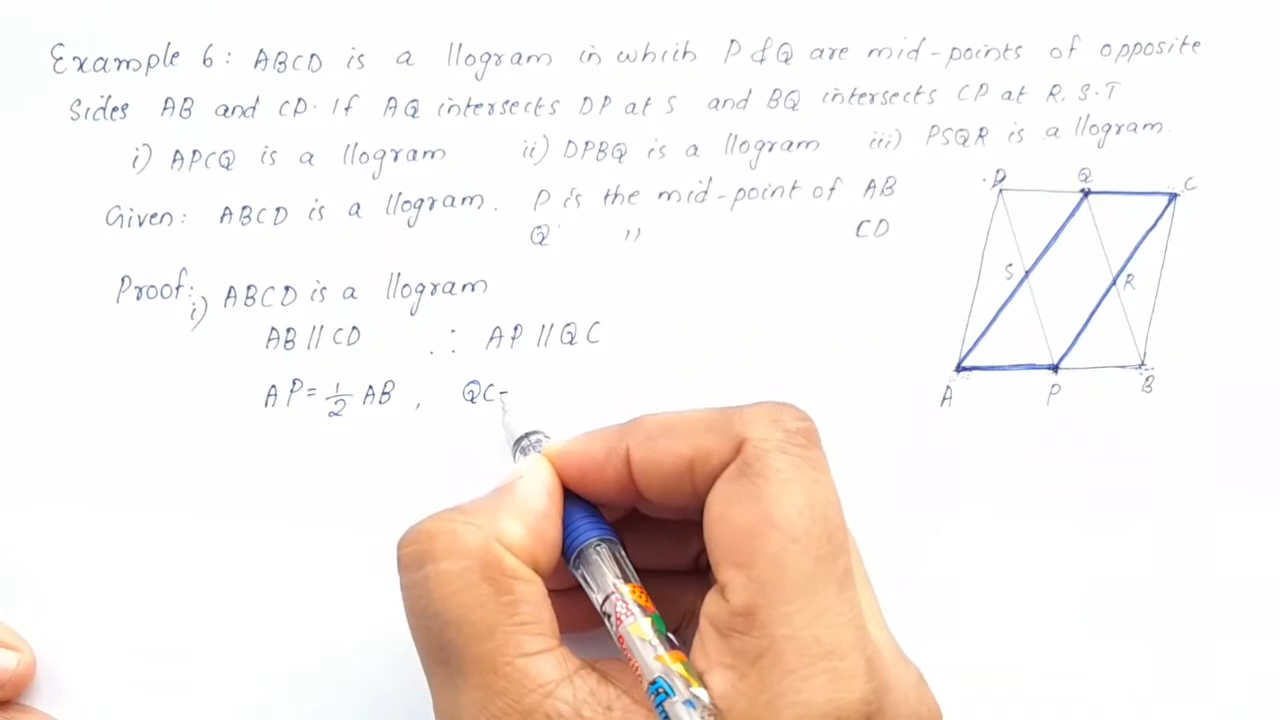 Example 6: ABCD is a llogram in which P & Q are mid-points of opposite
sides AB and CD. If AQ intersects DP at S and BQ intersects CP at R. S.T
i) APCQ is a llogram ii) DPBQ is a llogram iii) PSQR is a llogram.
Given: ABCD is a llogram. P is the mid-point of AB
Q " CD
Proof: i) ABCD is a llogram
AB // CD ∴ AP // QC
AP = 1/2 AB , QC =
D Q C
S R
A P B